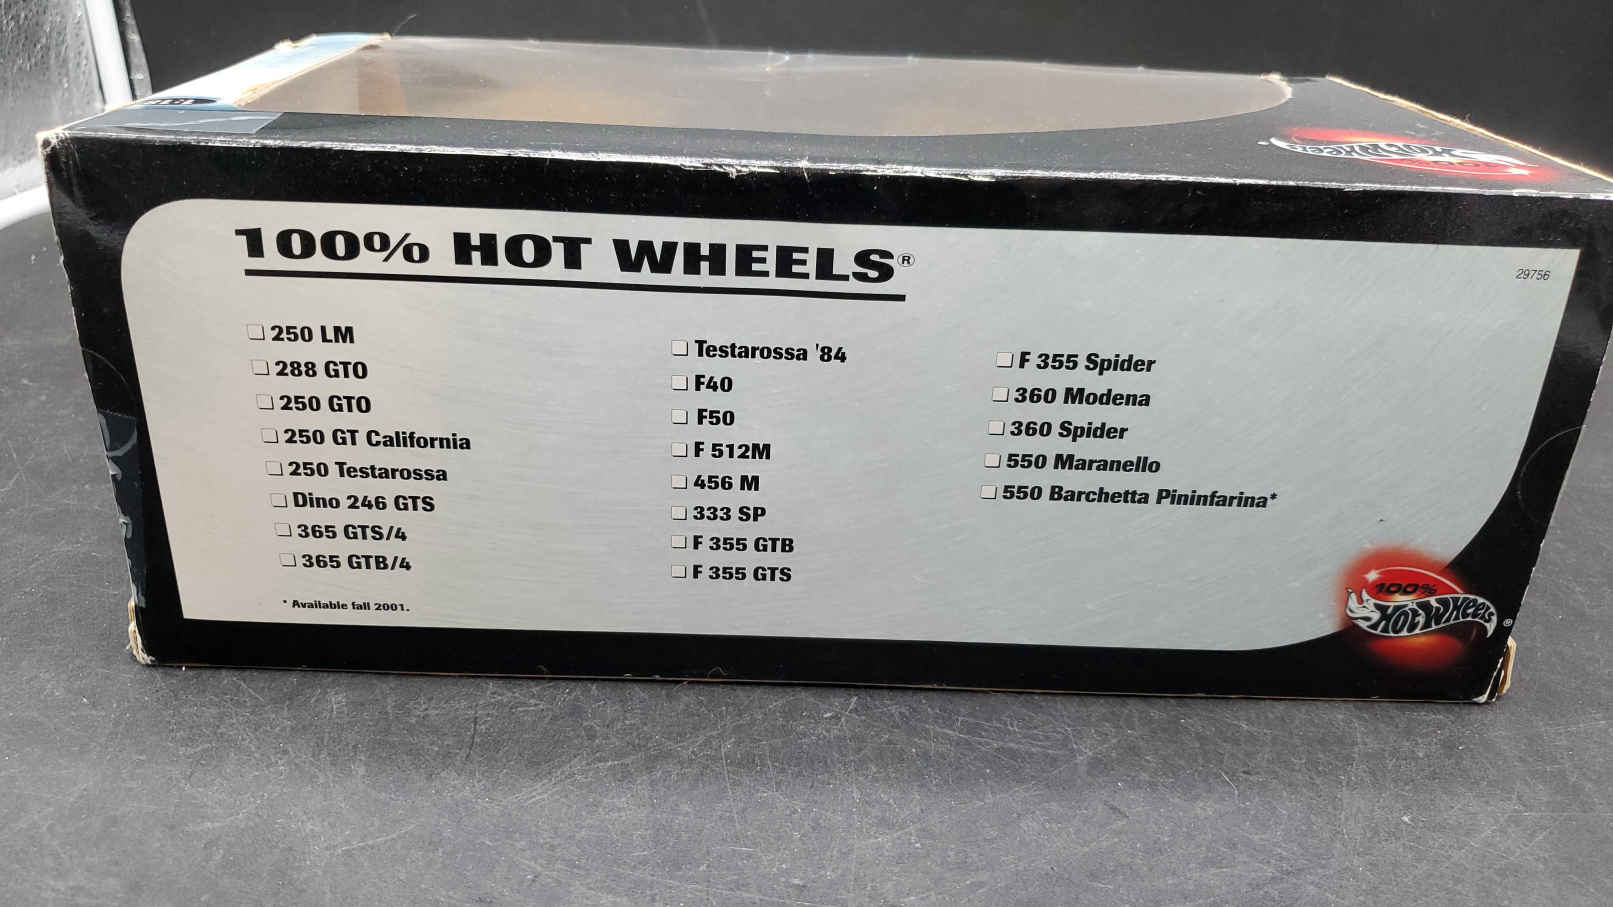 100% HOT WHEELS®
29756
250 LM
288 GTO
250 GTO
250 GT California
250 Testarossa
Dino 246 GTS
365 GTS/4
365 GTB/4
* Available fall 2001.
Testarossa '84
F40
F50
F 512M
456 M
333 SP
F 355 GTB
F 355 GTS
F 355 Spider
360 Modena
360 Spider
550 Maranello
550 Barchetta Pininfarina*
100%
Hot Wheels®
Hot Wheels